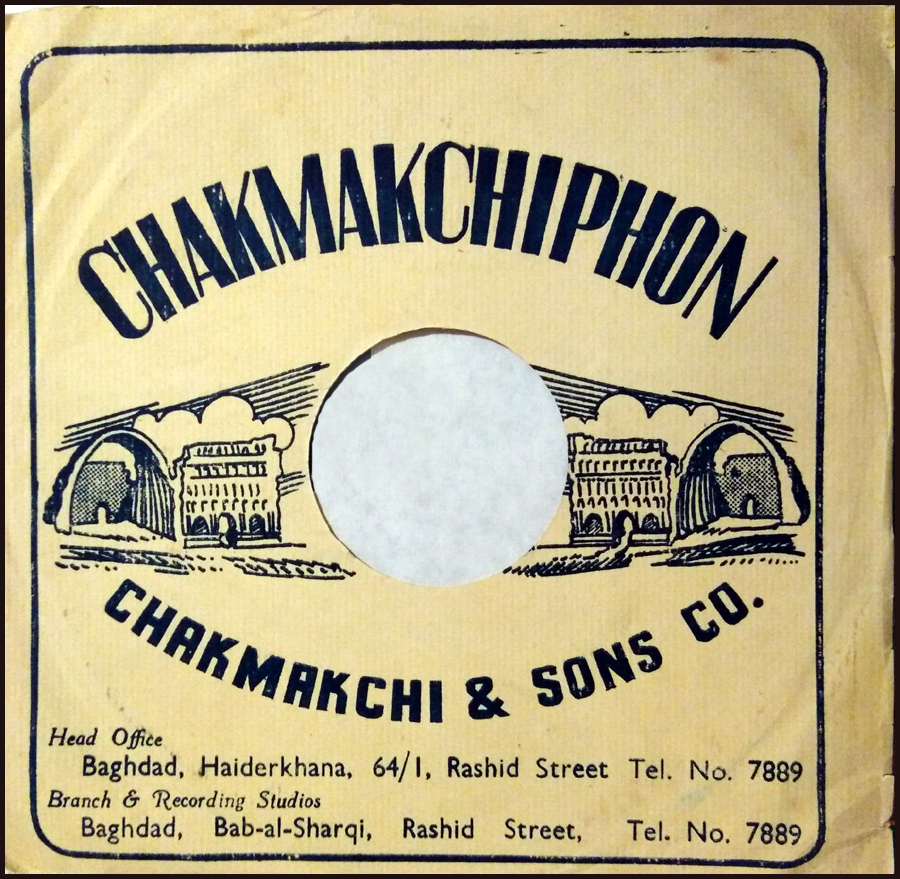 CHAKMAKCHIPHON
CHAKMAKCHI & SONS CO.
Head Office
Baghdad, Haiderkhana, 64/1, Rashid Street Tel. No. 7889
Branch & Recording Studios
Baghdad, Bab-al-Sharqi, Rashid Street, Tel. No. 7889